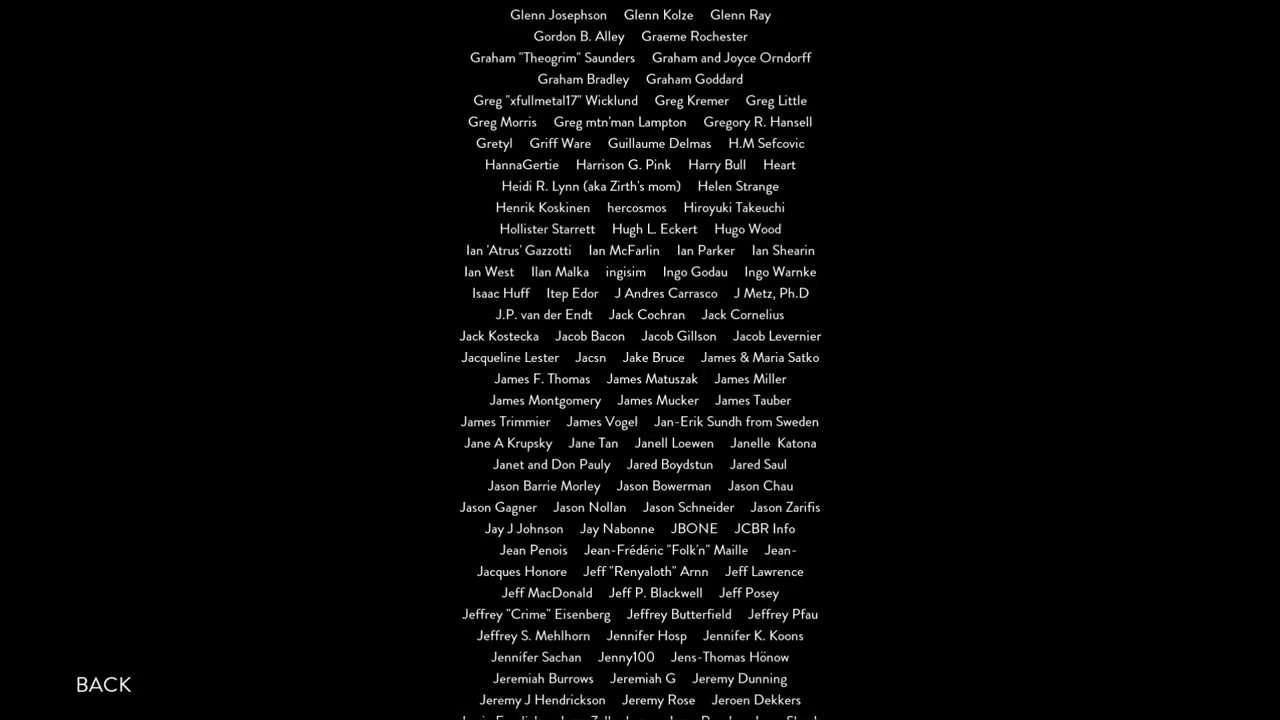 Glenn Josephson Glenn Kolze Glenn Ray
Gordon B. Alley Graeme Rochester
Graham "Theogrim" Saunders Graham and Joyce Orndorff
Graham Bradley Graham Goddard
Greg "xfullmetal17" Wicklund Greg Kremer Greg Little
Greg Morris Greg mtn'man Lampton Gregory R. Hansell
Gretyl Griff Ware Guillaume Delmas H.M Sefcovic
HannaGertie Harrison G. Pink Harry Bull Heart
Heidi R. Lynn (aka Zirth's mom) Helen Strange
Henrik Koskinen hercosmos Hiroyuki Takeuchi
Hollister Starrett Hugh L. Eckert Hugo Wood
Ian 'Atrus' Gazzotti Ian McFarlin Ian Parker Ian Shearin
Ian West Ilan Malka ingisim Ingo Godau Ingo Warnke
Isaac Huff Itep Edor J Andres Carrasco J Metz, Ph.D
J.P. van der Endt Jack Cochran Jack Cornelius
Jack Kostecka Jacob Bacon Jacob Gillson Jacob Levernier
Jacqueline Lester Jacsn Jake Bruce James & Maria Satko
James F. Thomas James Matuszak James Miller
James Montgomery James Mucker James Tauber
James Trimmier James Vogel Jan-Erik Sundh from Sweden
Jane A Krupsky Jane Tan Janell Loewen Janelle Katona
Janet and Don Pauly Jared Boydstun Jared Saul
Jason Barrie Morley Jason Bowerman Jason Chau
Jason Gagner Jason Nollan Jason Schneider Jason Zarifis
Jay J Johnson Jay Nabonne JBONE JCBR Info
Jean Penois Jean-Frédéric "Folk'n" Maille Jean-
Jacques Honore Jeff "Renyaloth" Arnn Jeff Lawrence
Jeff MacDonald Jeff P. Blackwell Jeff Posey
Jeffrey "Crime" Eisenberg Jeffrey Butterfield Jeffrey Pfau
Jeffrey S. Mehlhorn Jennifer Hosp Jennifer K. Koons
Jennifer Sachan Jenny100 Jens-Thomas Hönow
Jeremiah Burrows Jeremiah G Jeremy Dunning
BACK
Jeremy J Hendrickson Jeremy Rose Jeroen Dekkers